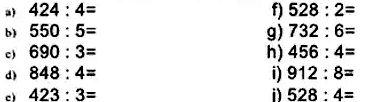 a) 424 : 4=
b) 550 : 5=
c) 690 : 3=
d) 848 : 4=
e) 423 : 3=
f) 528 : 2=
g) 732 : 6=
h) 456 : 4=
i) 912 : 8=
j) 528 : 4=